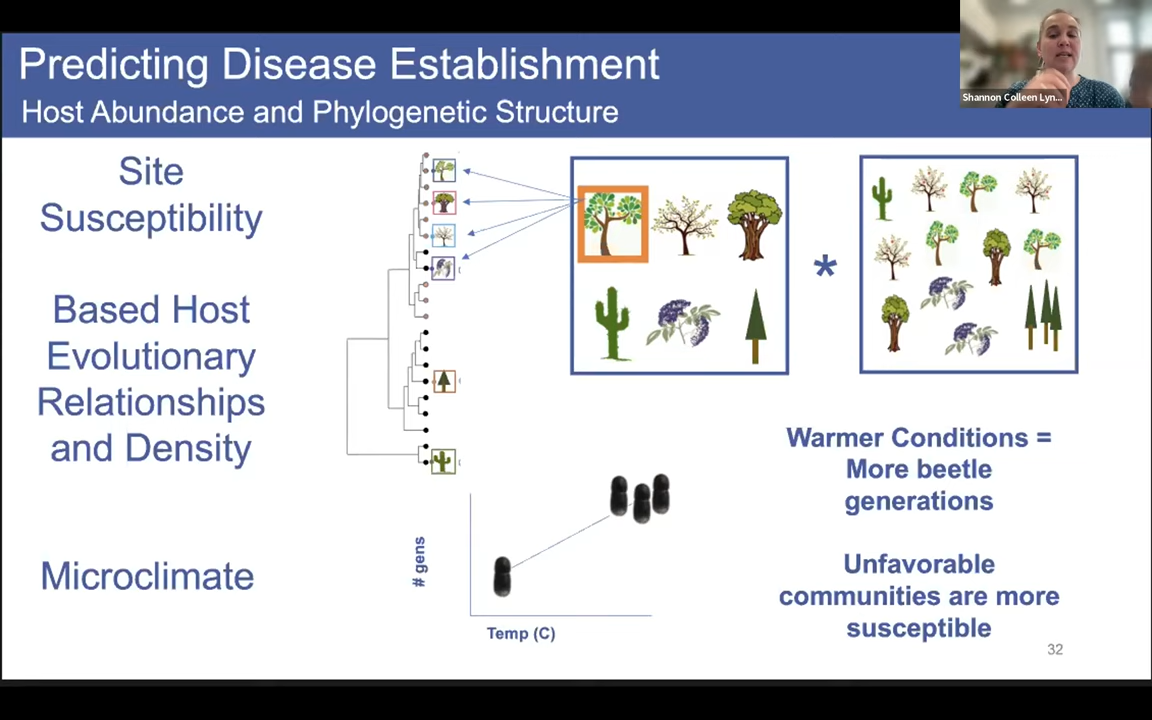 Predicting Disease Establishment
Host Abundance and Phylogenetic Structure
Shannon Colleen Lyn...
Site
Susceptibility
Based Host
Evolutionary
Relationships
and Density
Microclimate
*
# gens
Temp (C)
Warmer Conditions =
More beetle
generations
Unfavorable
communities are more
susceptible
32